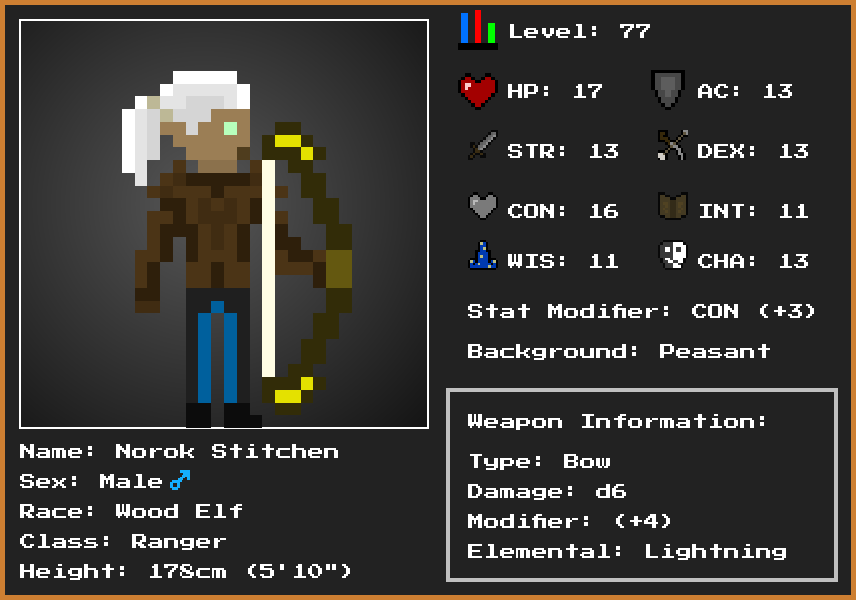 Level: 77
HP: 17
AC: 13
STR: 13
DEX: 13
CON: 16
INT: 11
WIS: 11
CHA: 13
Stat Modifier: CON (+3)
Background: Peasant
Name: Norok Stitchen
Sex: Male♂
Race: Wood Elf
Class: Ranger
Height: 178cm (5'10")
Weapon Information:
Type: Bow
Damage: d6
Modifier: (+4)
Elemental: Lightning